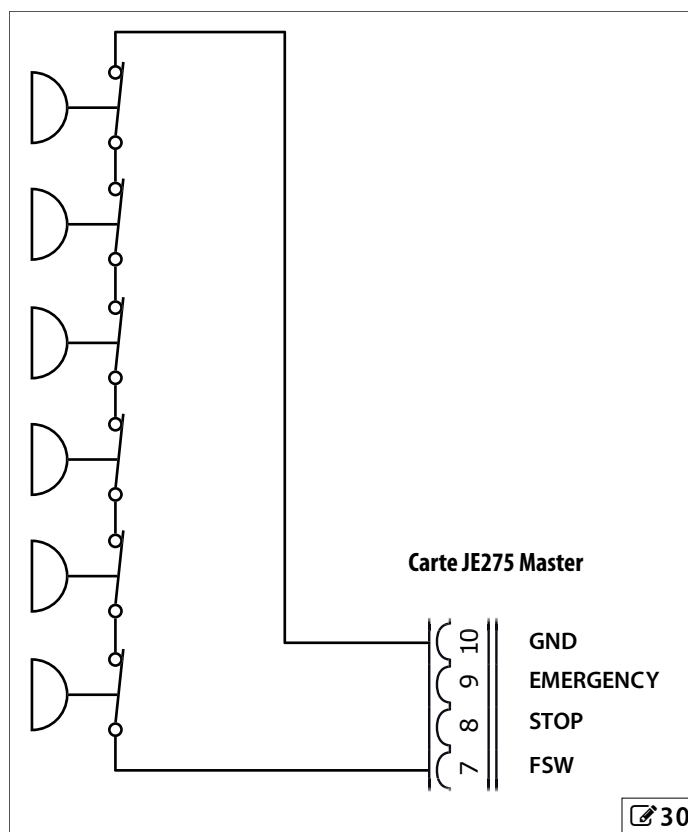 Carte JE275 Master
10 GND
9 EMERGENCY
8 STOP
7 FSW
30